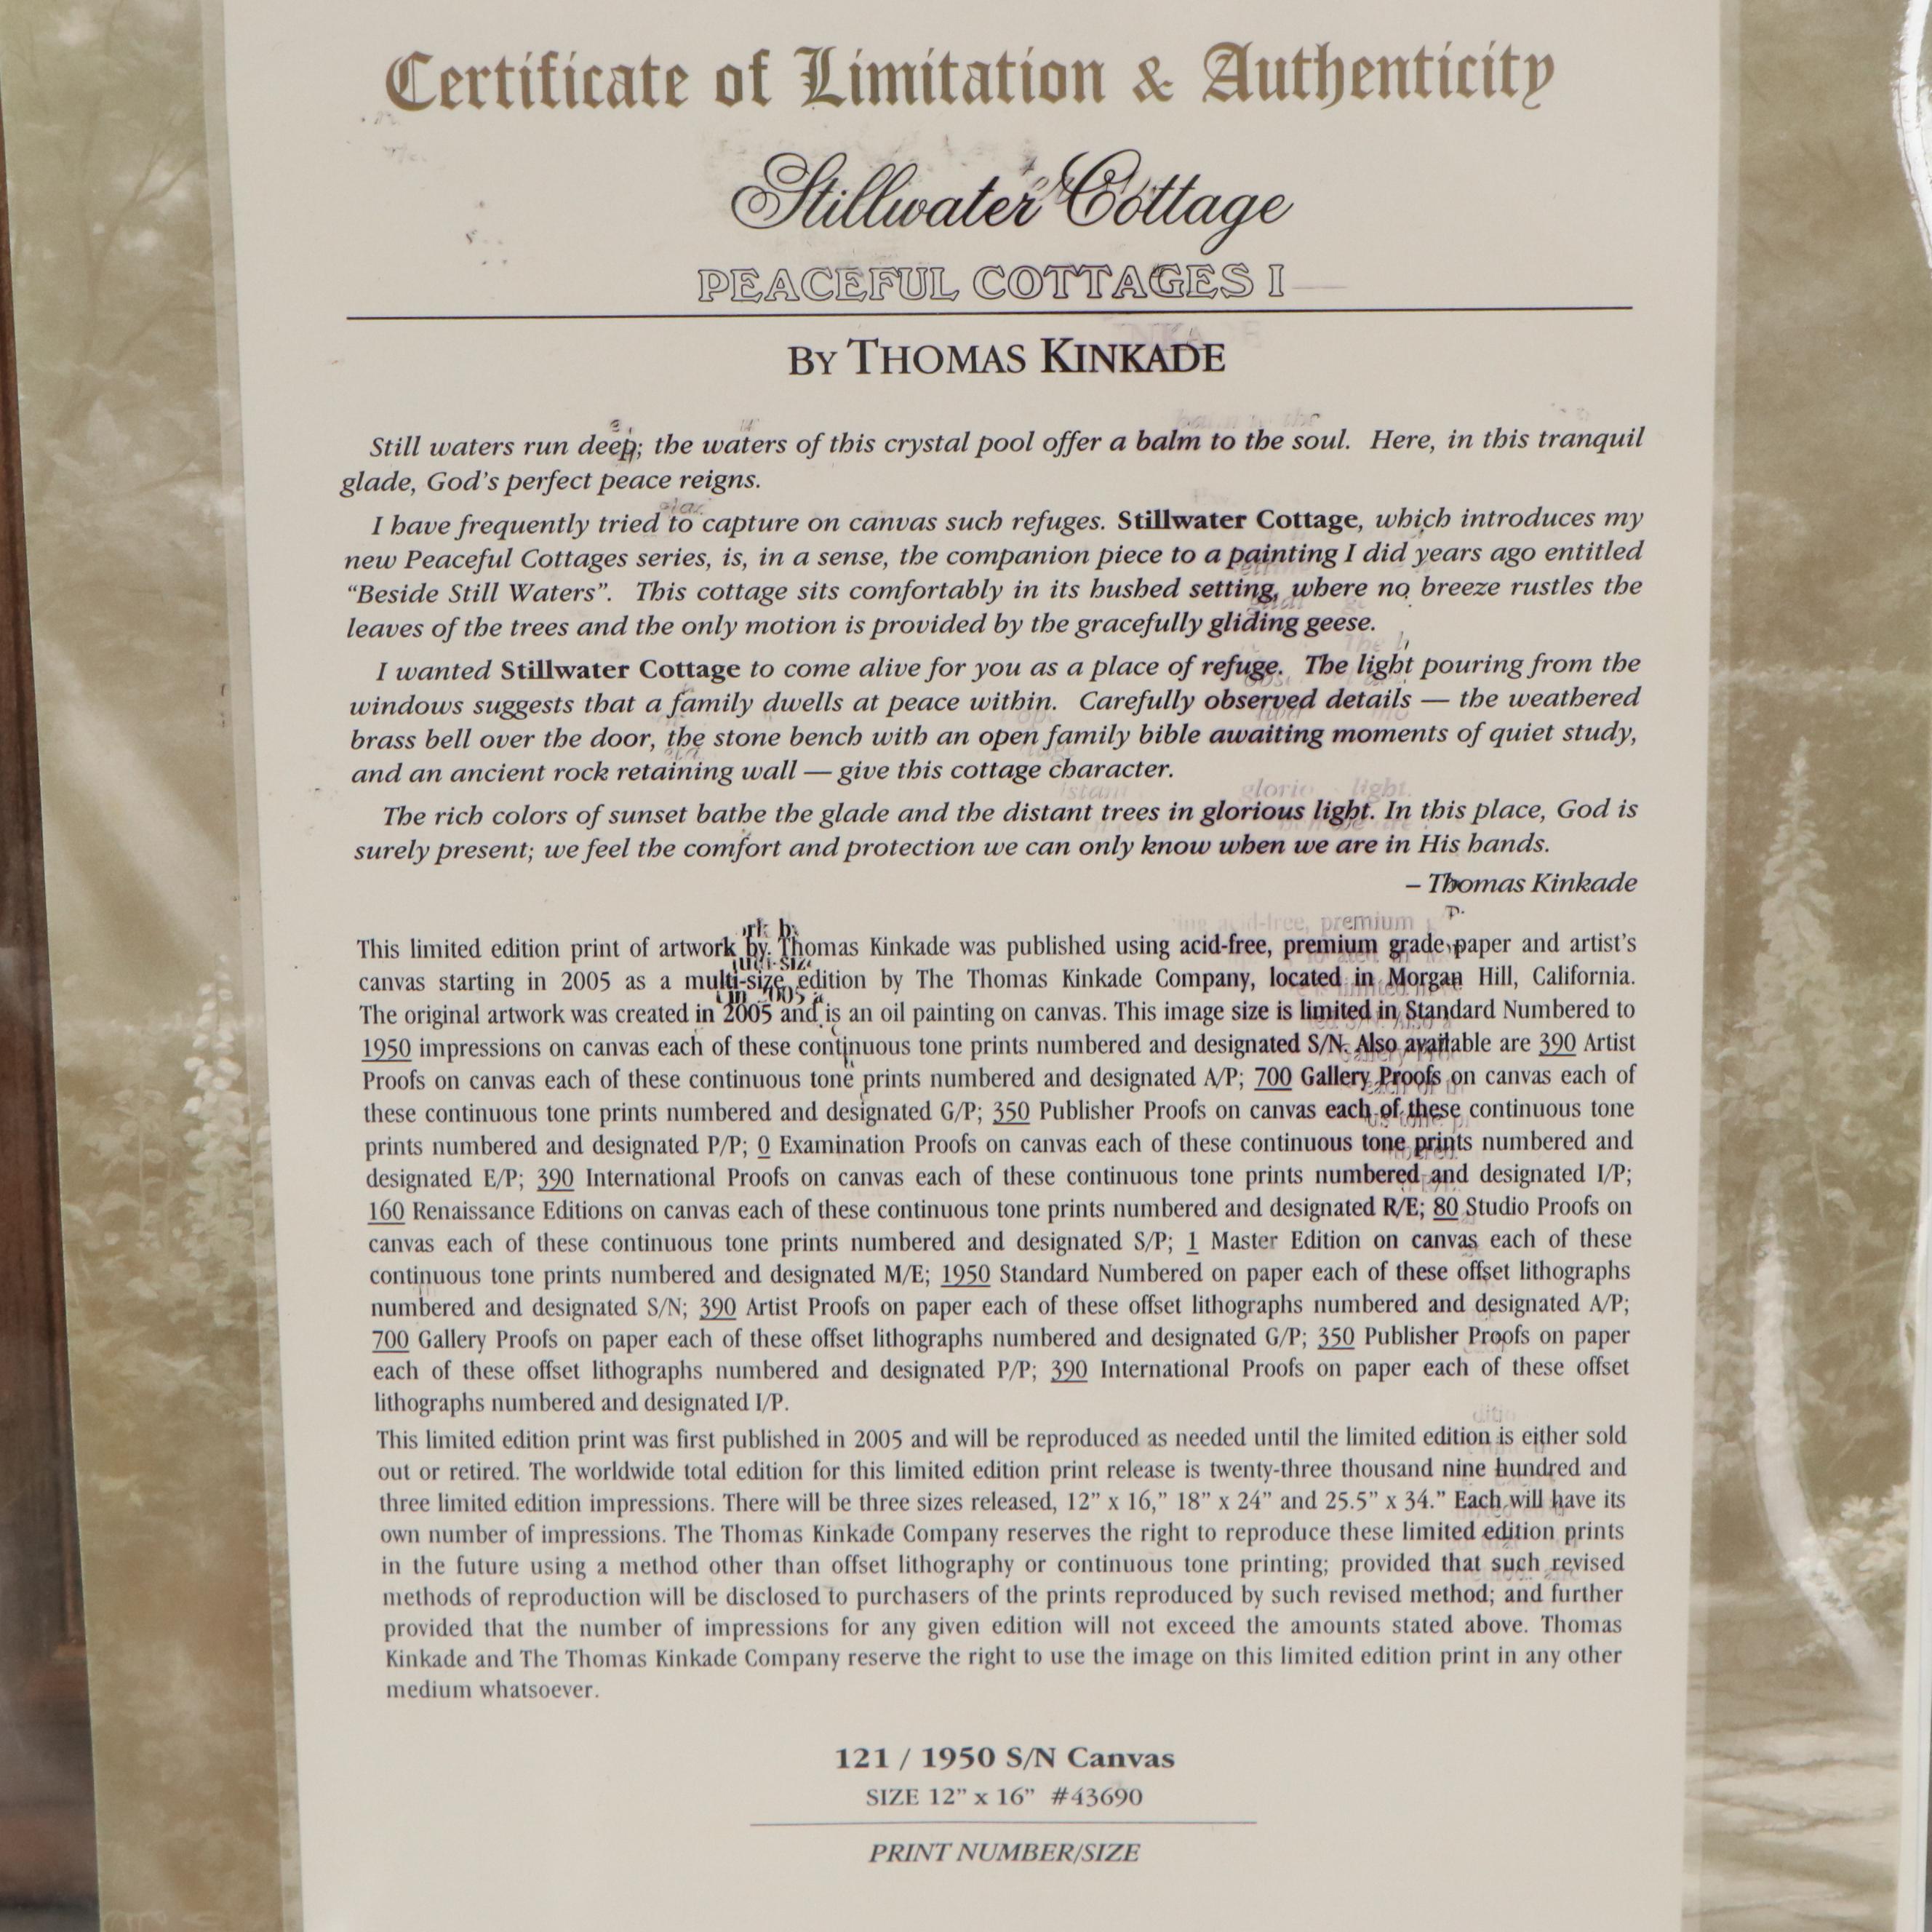 Certificate of Limitation & Authenticity
Stillwater Cottage
PEACEFUL COTTAGES I
BY THOMAS KINKADE
Still waters run deep; the waters of this crystal pool offer a balm to the soul. Here, in this tranquil
glade, God's perfect peace reigns.
I have frequently tried to capture on canvas such refuges. Stillwater Cottage, which introduces my
new Peaceful Cottages series, is, in a sense, the companion piece to a painting I did years ago entitled
"Beside Still Waters". This cottage sits comfortably in its hushed setting, where no breeze rustles the
leaves of the trees and the only motion is provided by the gracefully gliding geese.
I wanted Stillwater Cottage to come alive for you as a place of refuge. The light pouring from the
windows suggests that a family dwells at peace within. Carefully observed details — the weathered
brass bell over the door, the stone bench with an open family bible awaiting moments of quiet study,
and an ancient rock retaining wall — give this cottage character.
The rich colors of sunset bathe the glade and the distant trees in glorious light. In this place, God is
surely present; we feel the comfort and protection we can only know when we are in His hands.
– Thomas Kinkade
This limited edition print of artwork by Thomas Kinkade was published using acid-free, premium grade paper and artist's
canvas starting in 2005 as a multi-size edition by The Thomas Kinkade Company, located in Morgan Hill, California.
The original artwork was created in 2005 and is an oil painting on canvas. This image size is limited in Standard Numbered to
1950 impressions on canvas each of these continuous tone prints numbered and designated S/N. Also available are 390 Artist
Proofs on canvas each of these continuous tone prints numbered and designated A/P; 700 Gallery Proofs on canvas each of
these continuous tone prints numbered and designated G/P; 350 Publisher Proofs on canvas each of these continuous tone
prints numbered and designated P/P; 0 Examination Proofs on canvas each of these continuous tone prints numbered and
designated E/P; 390 International Proofs on canvas each of these continuous tone prints numbered and designated I/P;
160 Renaissance Editions on canvas each of these continuous tone prints numbered and designated R/E; 80 Studio Proofs on
canvas each of these continuous tone prints numbered and designated S/P; 1 Master Edition on canvas each of these
continuous tone prints numbered and designated M/E; 1950 Standard Numbered on paper each of these offset lithographs
numbered and designated S/N; 390 Artist Proofs on paper each of these offset lithographs numbered and designated A/P;
700 Gallery Proofs on paper each of these offset lithographs numbered and designated G/P; 350 Publisher Proofs on paper
each of these offset lithographs numbered and designated P/P; 390 International Proofs on paper each of these offset
lithographs numbered and designated I/P.
This limited edition print was first published in 2005 and will be reproduced as needed until the limited edition is either sold
out or retired. The worldwide total edition for this limited edition print release is twenty-three thousand nine hundred and
three limited edition impressions. There will be three sizes released, 12" x 16," 18" x 24" and 25.5" x 34." Each will have its
own number of impressions. The Thomas Kinkade Company reserves the right to reproduce these limited edition prints
in the future using a method other than offset lithography or continuous tone printing; provided that such revised
methods of reproduction will be disclosed to purchasers of the prints reproduced by such revised method; and further
provided that the number of impressions for any given edition will not exceed the amounts stated above. Thomas
Kinkade and The Thomas Kinkade Company reserve the right to use the image on this limited edition print in any other
medium whatsoever.
121 / 1950 S/N Canvas
SIZE 12" x 16" #43690
PRINT NUMBER/SIZE